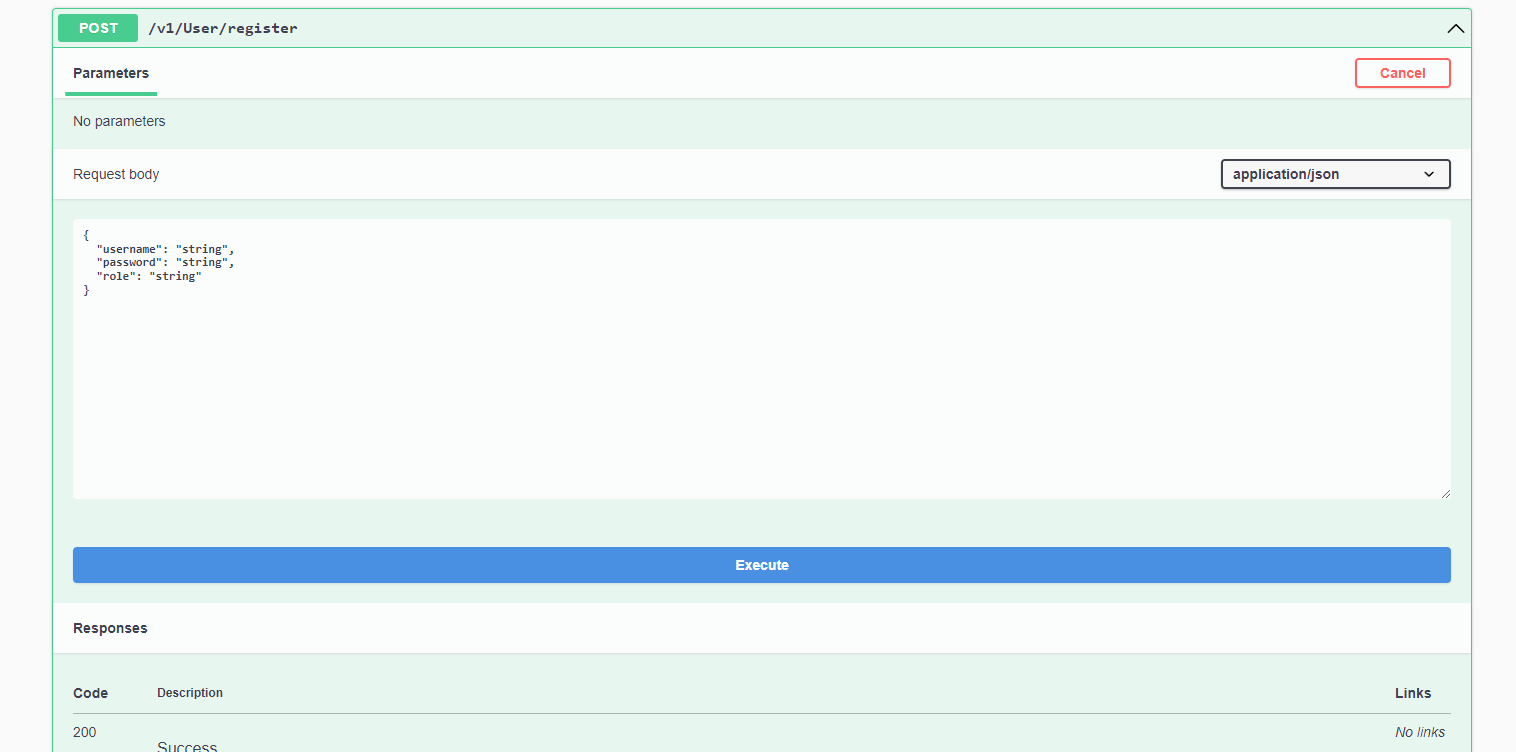 POST /v1/User/register
Parameters Cancel
No parameters
Request body application/json
{
  "username": "string",
  "password": "string",
  "role": "string"
}
Execute
Responses
Code Description Links
200 No links
Success